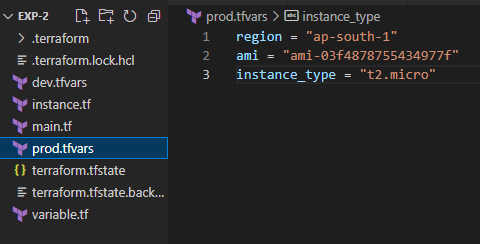 EXP-2
.terraform
.terraform.lock.hcl
dev.tfvars
instance.tf
main.tf
prod.tfvars
terraform.tfstate
terraform.tfstate.back...
variable.tf
prod.tfvars > abc instance_type
1 region = "ap-south-1"
2 ami = "ami-03f4878755434977f"
3 instance_type = "t2.micro"